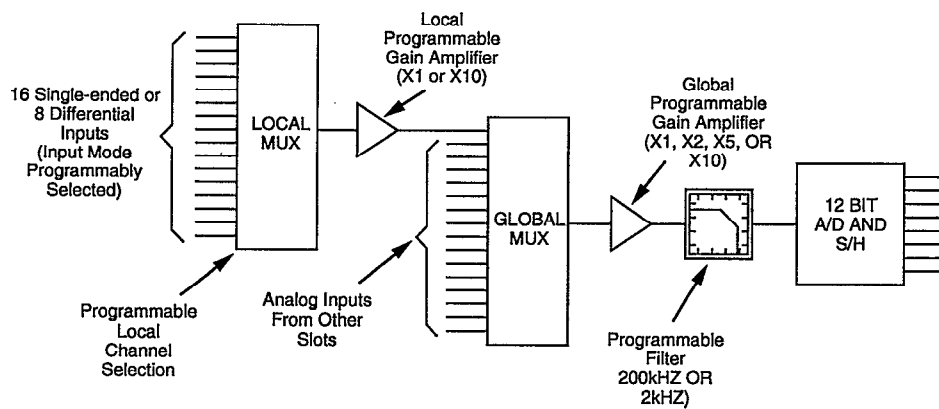 16 Single-ended or
8 Differential
Inputs
(Input Mode
Programmably
Selected)
LOCAL
MUX
Local
Programmable
Gain Amplifier
(X1 or X10)
Programmable
Local
Channel
Selection
Analog Inputs
From Other
Slots
GLOBAL
MUX
Global
Programmable
Gain Amplifier
(X1, X2, X5, OR
X10)
Programmable
Filter
200kHZ OR
2kHZ)
12 BIT
A/D AND
S/H